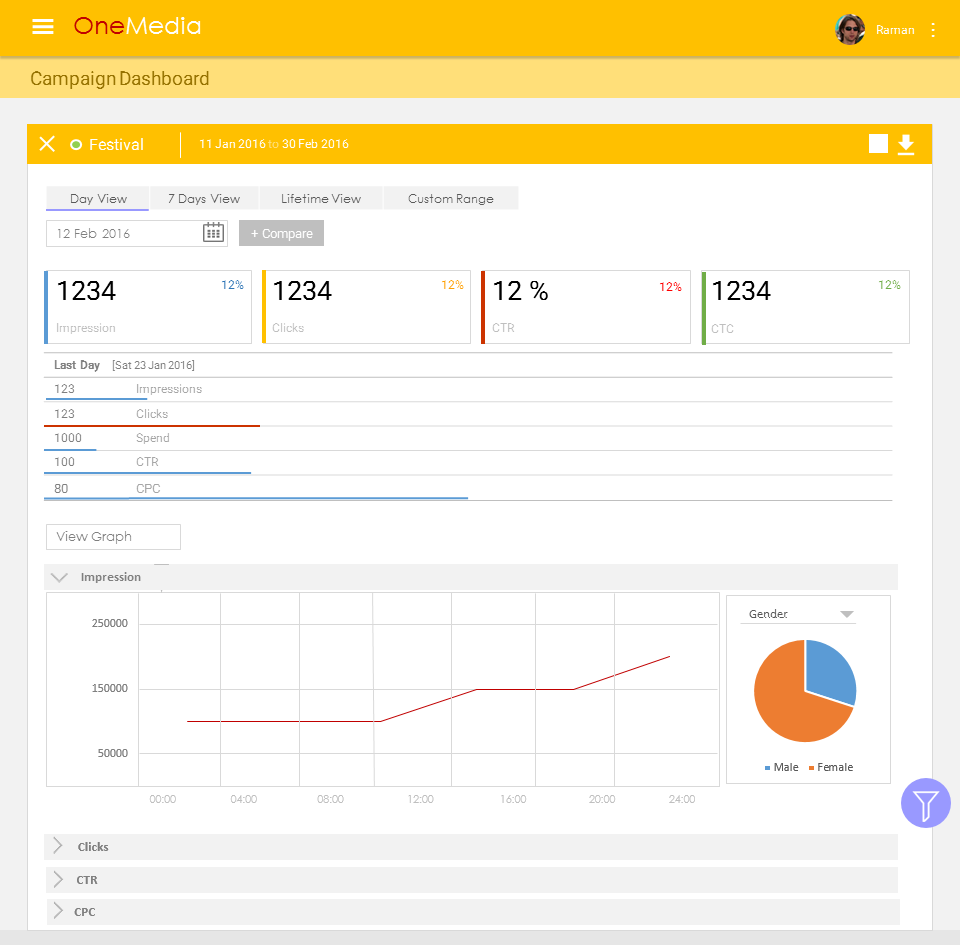 OneMedia
Raman
Campaign Dashboard
Festival
11 Jan 2016 to 30 Feb 2016
Day View
7 Days View
Lifetime View
Custom Range
12 Feb 2016
+ Compare
1234
12%
Impression
1234
12%
Clicks
12 %
12%
CTR
1234
12%
CTC
Last Day [Sat 23 Jan 2016]
123 Impressions
123 Clicks
1000 Spend
100 CTR
80 CPC
View Graph
Impression
250000
150000
50000
00:00 04:00 08:00 12:00 16:00 20:00 24:00
Gender
Male Female
Clicks
CTR
CPC